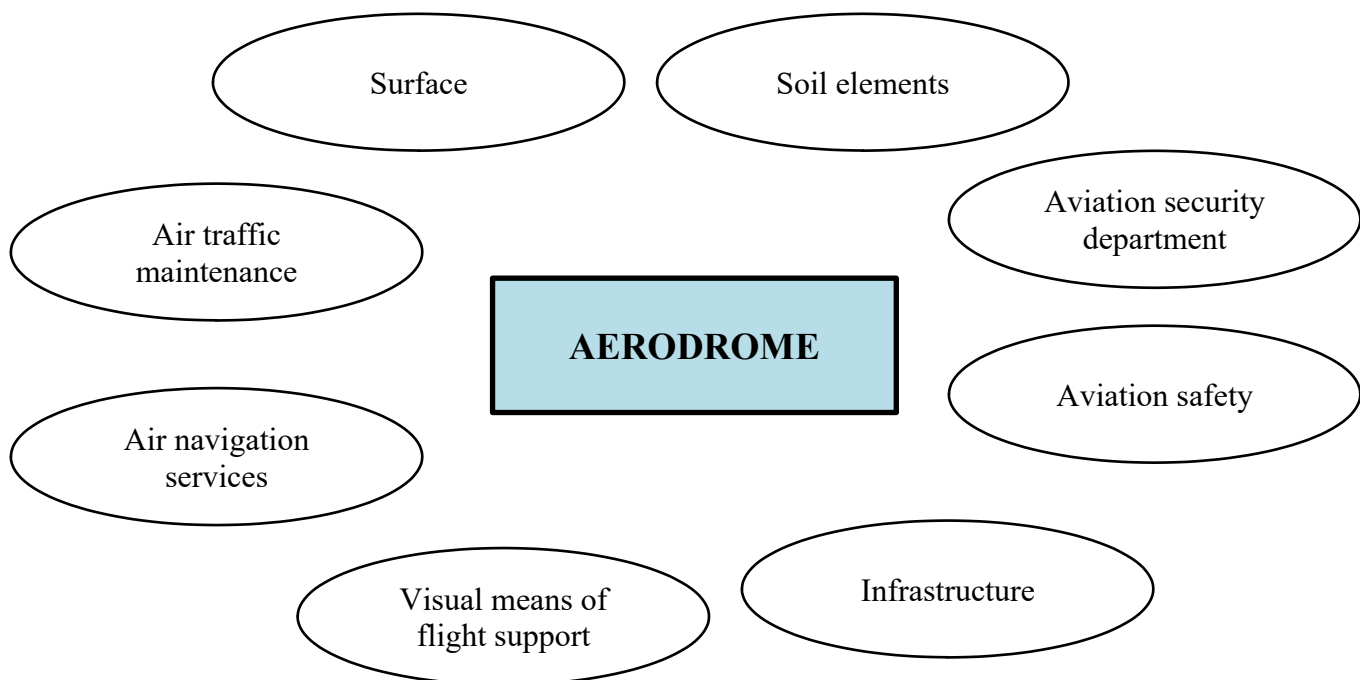 Surface
Soil elements
Aviation security
department
Air traffic
maintenance
AERODROME
Aviation safety
Air navigation
services
Infrastructure
Visual means of
flight support